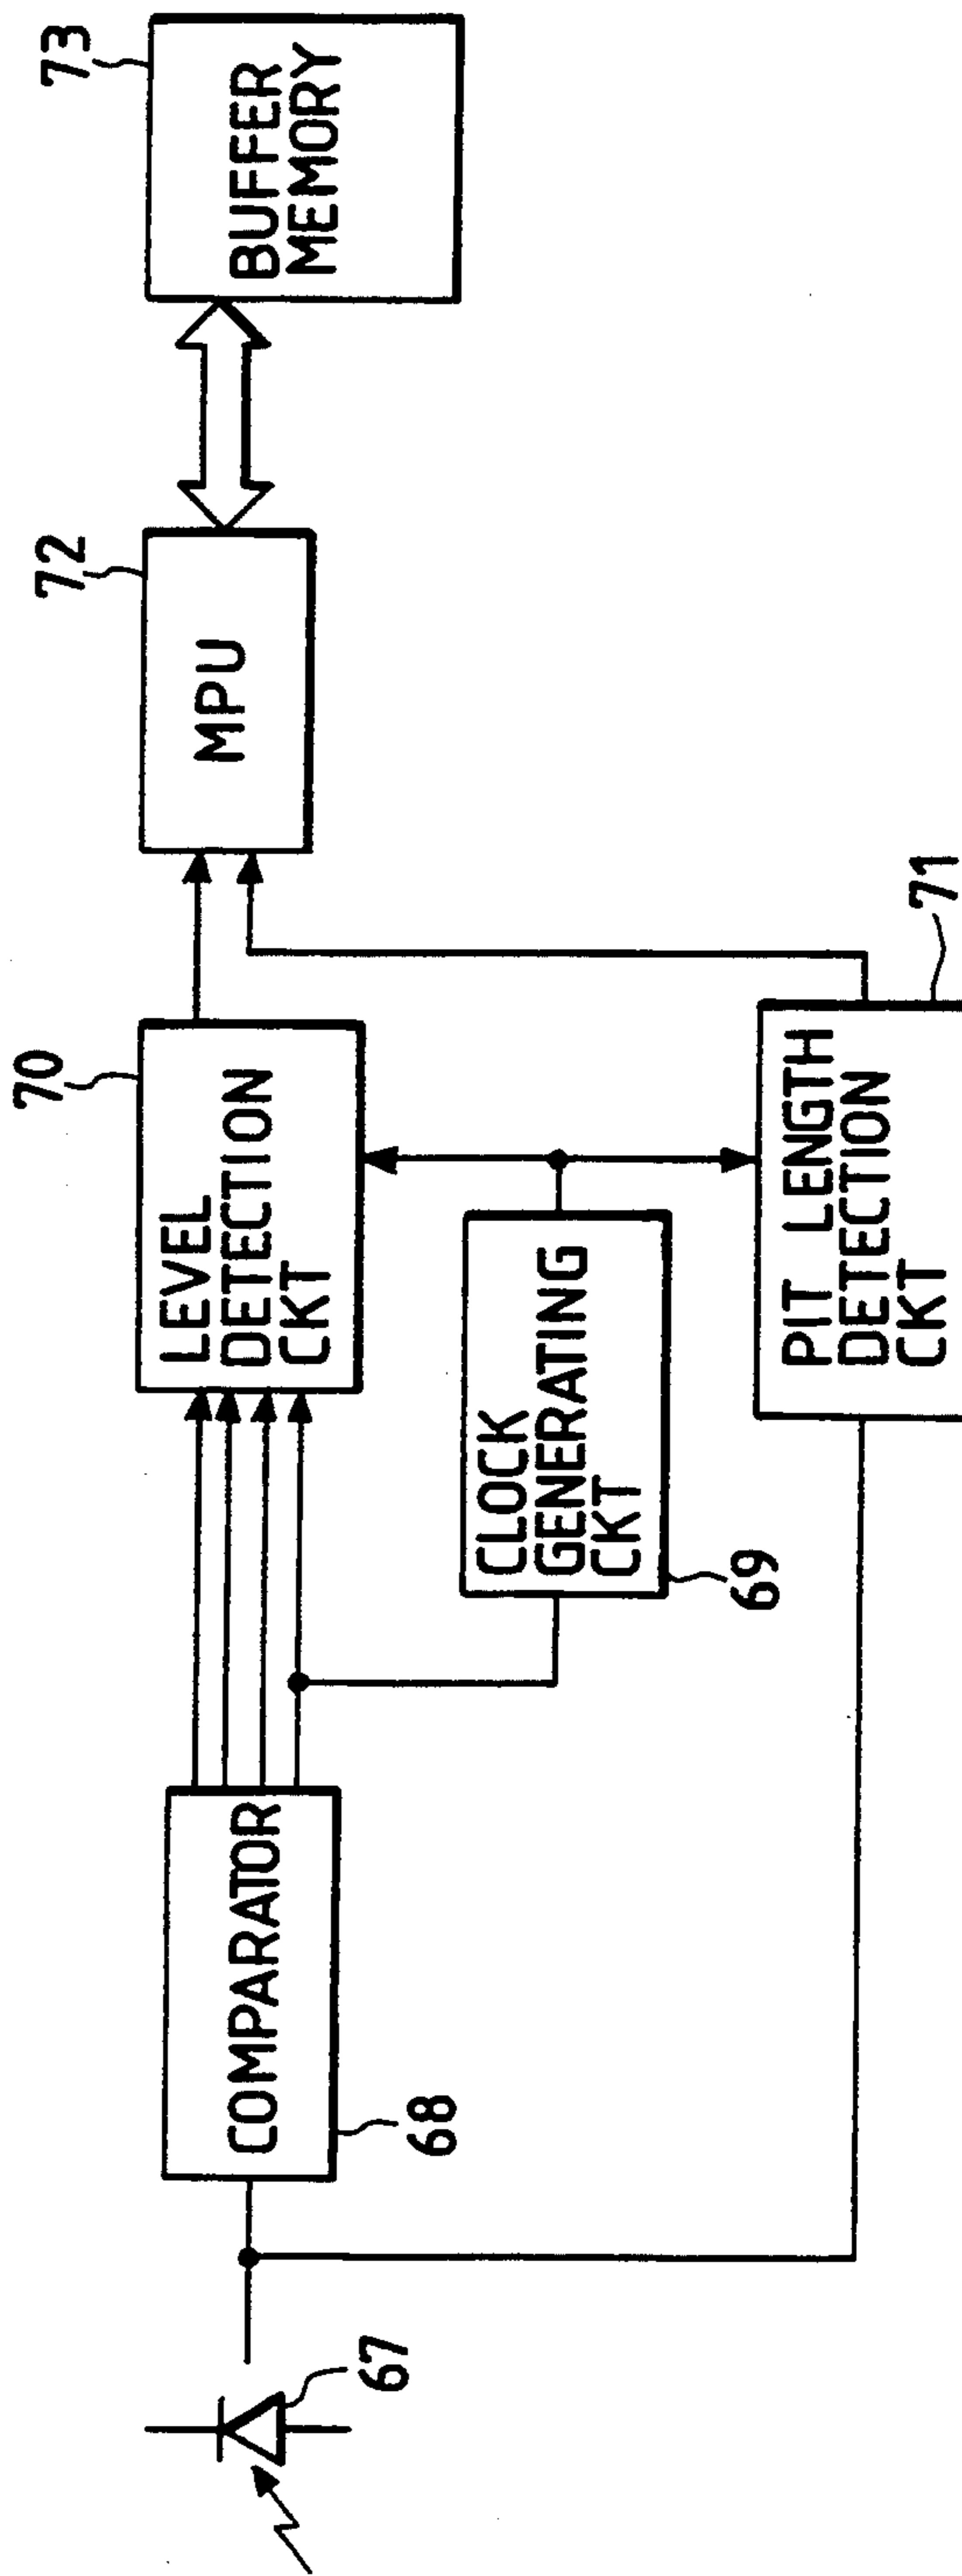 67
COMPARATOR
68
LEVEL
DETECTION
CKT
70
CLOCK
GENERATING
CKT
69
PIT LENGTH
DETECTION
CKT
71
MPU
72
BUFFER
MEMORY
73